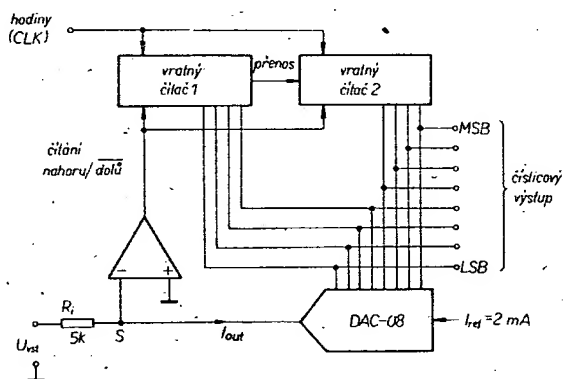 hodiny
(CLK)
vratný
čítač 1
přenos
vratný
čítač 2
čítání
nahoru/dolů
MSB
číslicový
výstup
LSB
−
+
Ri
5k
S
Iout
DAC-08
Iref = 2 mA
Uvst